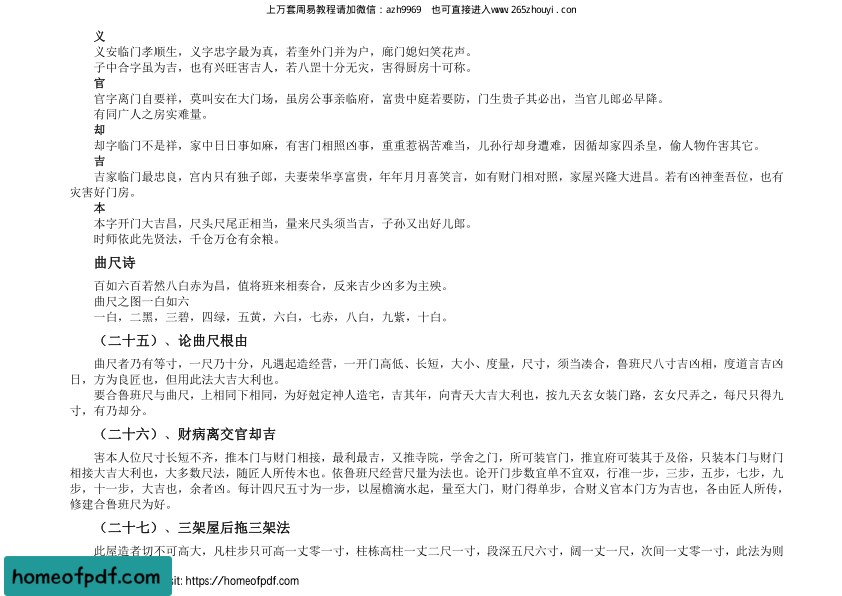 上万套周易教程请加微信：azh9969 也可直接进入www.265zhouyi.con
义
义安临门孝顺生，义字忠字最为真，若奎外门并为户，廊门媳妇笑花声。
子中合字虽为吉，也有兴旺害吉人，若八罡十分无灾，害得厨房十可称。
官
官字离门自要祥，莫叫安在大门场，虽房公事亲临府，富贵中庭若要防，门生贵子其必出，当官儿郎必早降。
有同广人之房实难量。
却
却字临门不是祥，家中日日事如麻，有害门相照凶事，重重惹祸苦难当，儿孙行却身遭难，因循却家四杀皇，偷人物件害其它。
吉
吉家临门最忠良，宫内只有独子郎，夫妻荣华享富贵，年年月月喜笑言，如有财门相对照，家屋兴隆大进昌。若有凶神奎吾位，也有
灾害好门房。
本
本字开门大吉昌，尺头尺尾正相当，量来尺头须当吉，子孙又出好儿郎。
时师依此先贤法，千仓万仓有余粮。
曲尺诗
百如六百若然八白赤为昌，值将班来相奏合，反来吉少凶多为主殃。
曲尺之图一白如六
一白，二黑，三碧，四绿，五黄，六白，七赤，八白，九紫，十白。
（二十五）、论曲尺根由
曲尺者乃有等寸，一尺乃十分，凡遇起造经营，一开门高低、长短，大小、度量，尺寸，须当凑合，鲁班尺八寸吉凶相，度道言吉凶
日，方为良匠也，但用此法大吉大利也。
要合鲁班尺与曲尺，上相同下相同，为好尅定神人造宅，吉其年，向青天大吉大利也，按九天玄女装门路，玄女尺弄之，每尺只得九
寸，有乃却分。
（二十六）、财病离交官却吉
害本人位尺寸长短不齐，推本门与财门相接，最利最吉，又推寺院，学舍之门，所可装官门，推宜府可装其于及俗，只装本门与财门
相接大吉大利也，大多数尺法，随匠人所传木也。依鲁班尺经营尺量为法也。论开门步数宜单不宜双，行准一步，三步，五步，七步，九
步，十一步，大吉也，余者凶。每计四尺五寸为一步，以屋檐滴水起，量至大门，财门得单步，合财义官本门方为吉也，各由匠人所传，
修建合鲁班尺为好。
（二十七）、三架屋后拖三架法
此屋造者切不可高大，凡柱步只可高一丈零一寸，柱栋高柱一丈二尺一寸，段深五尺六寸，阔一丈一尺，次间一丈零一寸，此法为则
homeofpdf.com
sit: https://homeofpdf.com